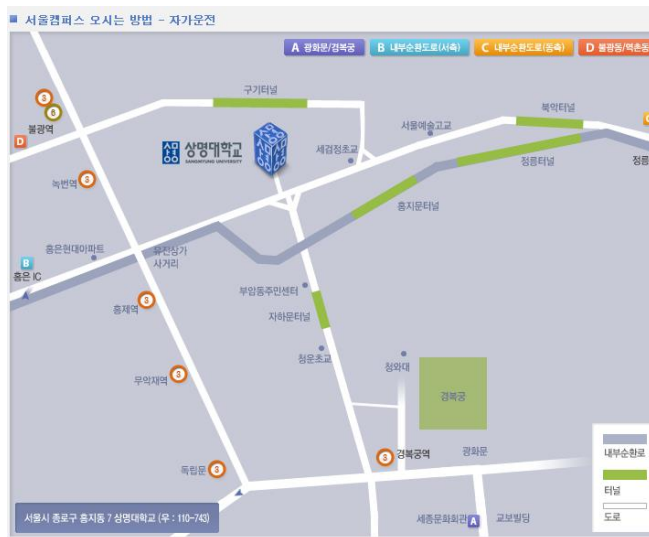 서울캠퍼스 오시는 방법 - 자가운전
A 광화문/경복궁
B 내부순환도로(서측)
C 내부순환도로(동측)
D 불광동/역촌동
구기터널
북악터널
3
6
불광역
D
서울예술고교
C
상명
상명대학교
SANGMYUNG UNIVERSITY
세검정초교
정릉터널
정릉
녹번역 3
홍지문터널
홍은현대아파트
유진상가
사거리
B
홍은 IC
부암동주민센터
홍제역 3
자하문터널
청운초교
청와대
무악재역 3
경복궁
3 경복궁역
광화문
내부순환로
독립문 3
터널
서울시 종로구 홍지동 7 상명대학교 (우 : 110-743)
세종문화회관 A
교보빌딩
도로